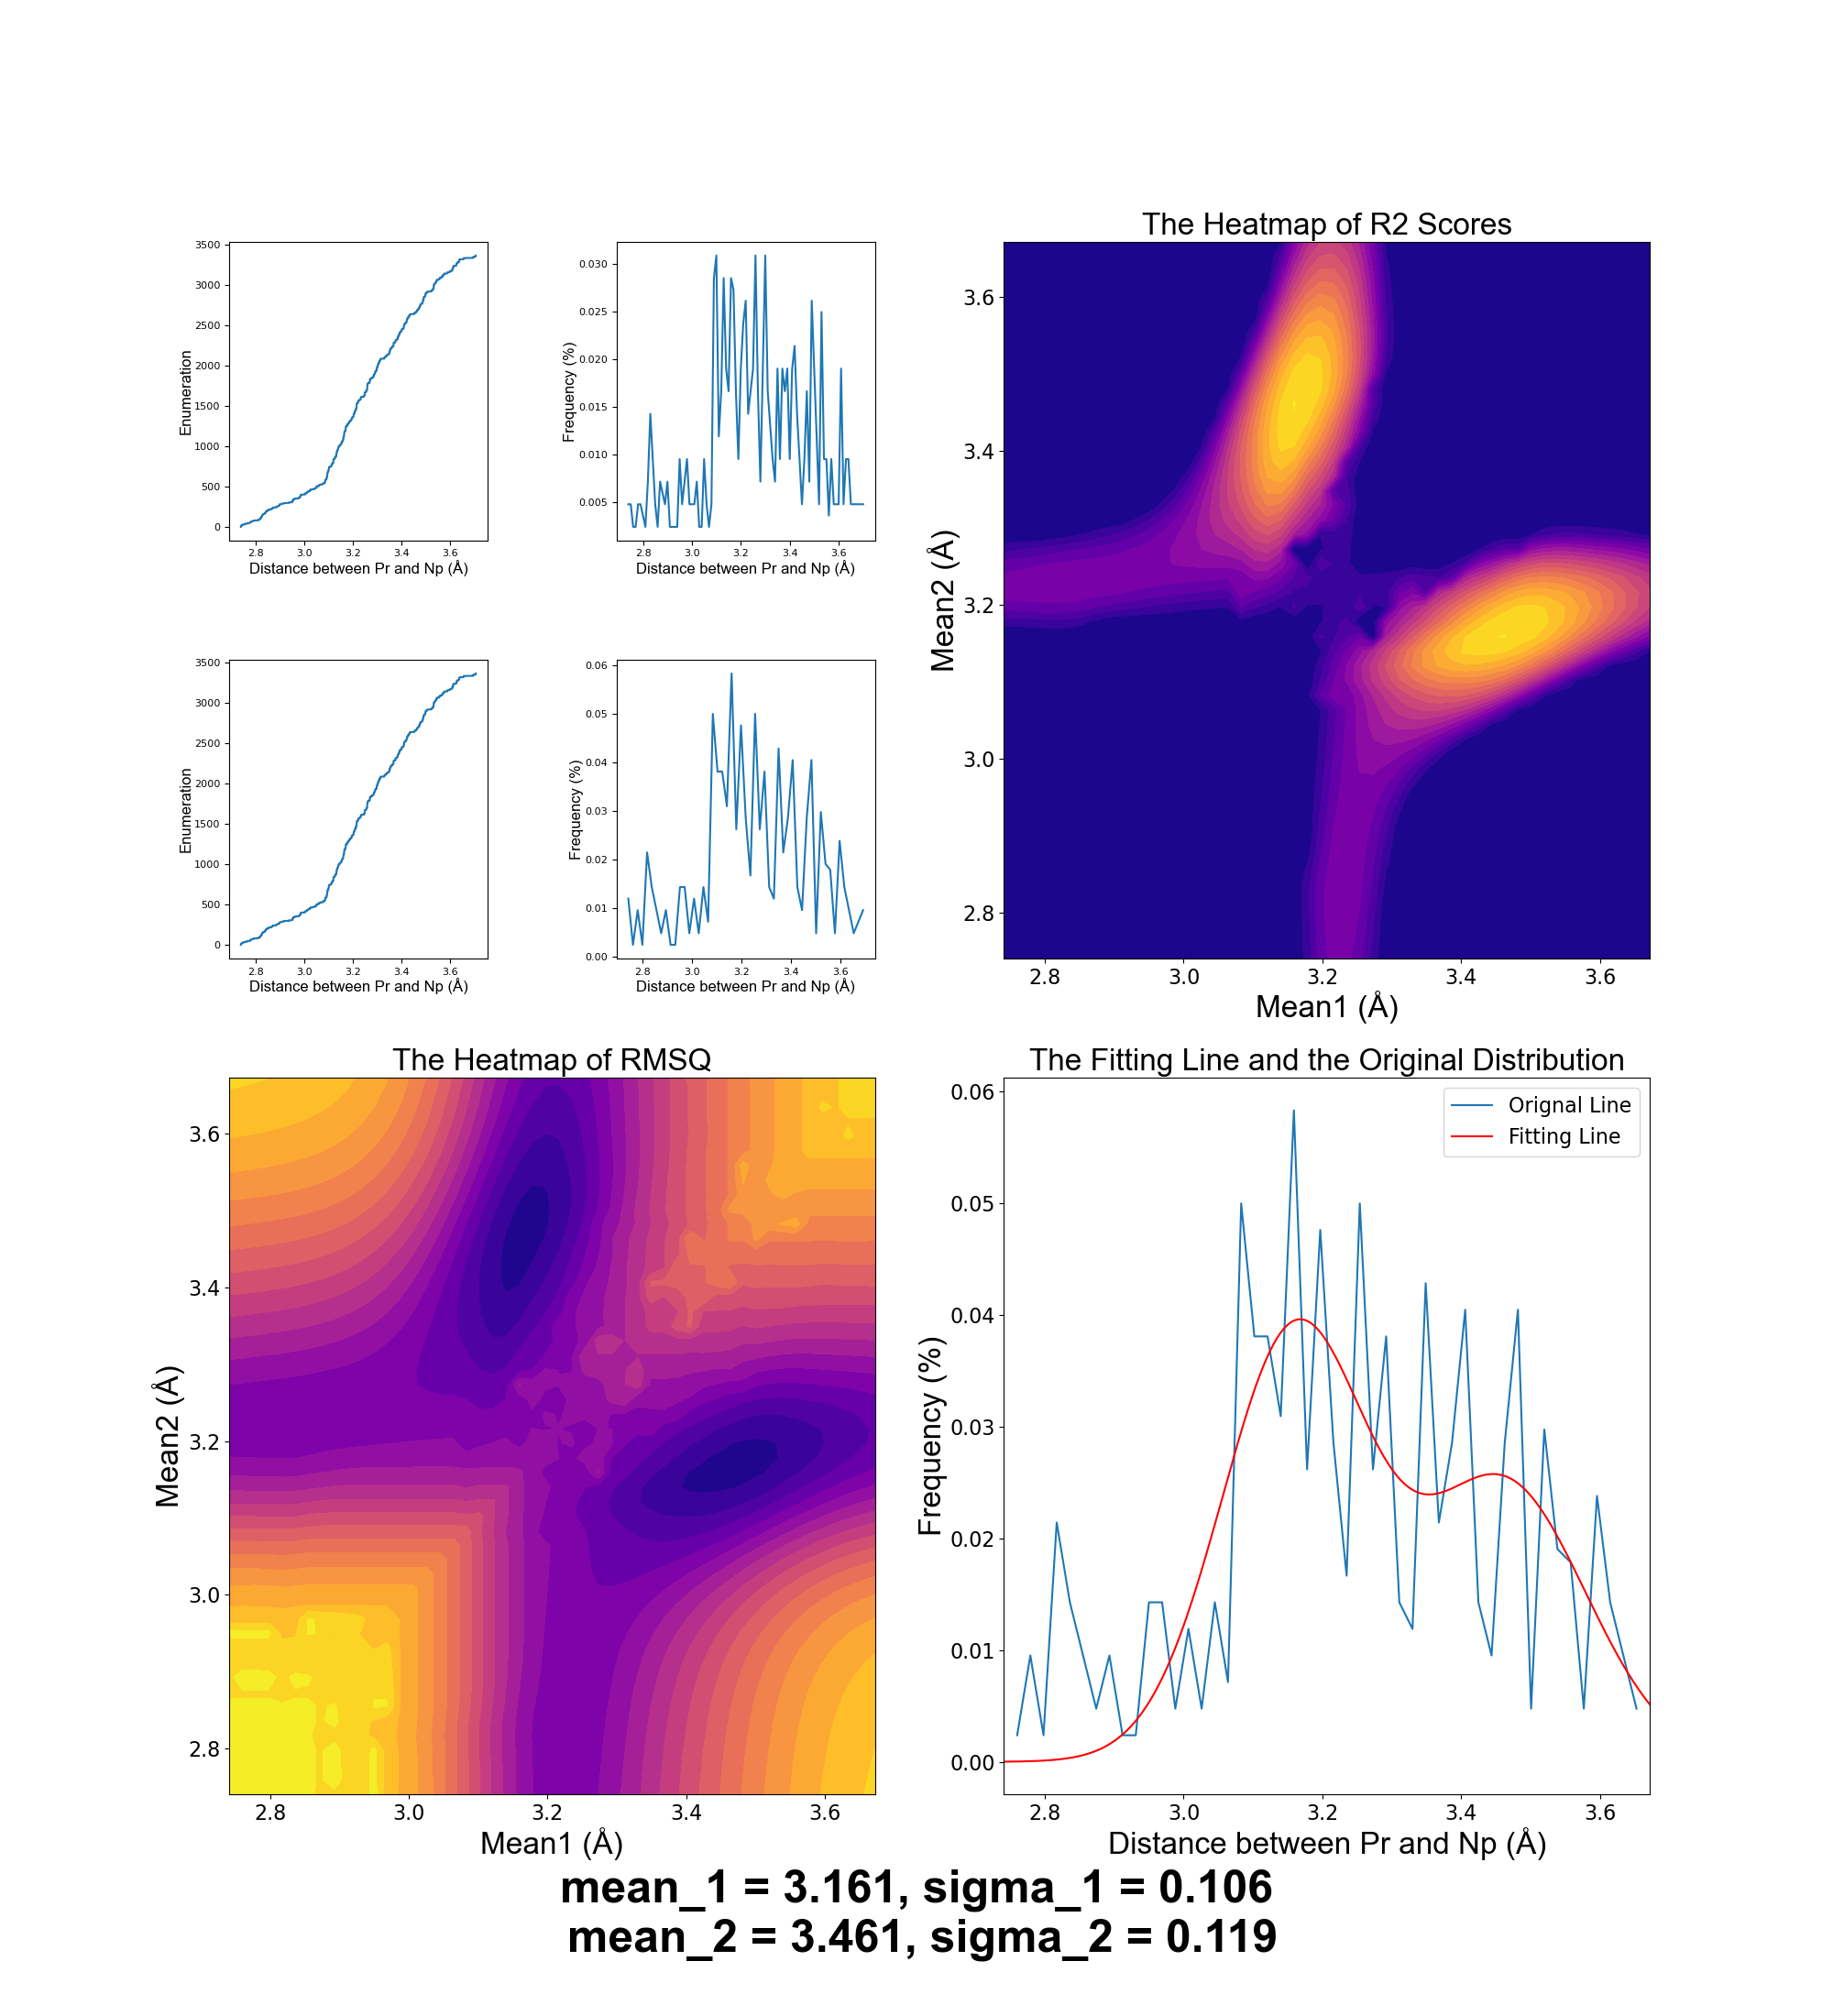 The Heatmap of R2 Scores
3500
3000
2500
2000
1500
1000
500
0
Enumeration
2.8 3.0 3.2 3.4 3.6
Distance between Pr and Np (Å)
0.030
0.025
0.020
0.015
0.010
0.005
Frequency (%)
2.8 3.0 3.2 3.4 3.6
Distance between Pr and Np (Å)
3.6
3.4
3.2
3.0
2.8
Mean2 (Å)
2.8 3.0 3.2 3.4 3.6
Mean1 (Å)
3500
3000
2500
2000
1500
1000
500
0
Enumeration
2.8 3.0 3.2 3.4 3.6
Distance between Pr and Np (Å)
0.06
0.05
0.04
0.03
0.02
0.01
0.00
Frequency (%)
2.8 3.0 3.2 3.4 3.6
Distance between Pr and Np (Å)
The Heatmap of RMSQ
3.6
3.4
3.2
3.0
2.8
Mean2 (Å)
2.8 3.0 3.2 3.4 3.6
Mean1 (Å)
The Fitting Line and the Original Distribution
Orignal Line
Fitting Line
0.06
0.05
0.04
0.03
0.02
0.01
0.00
Frequency (%)
2.8 3.0 3.2 3.4 3.6
Distance between Pr and Np (Å)
mean_1 = 3.161, sigma_1 = 0.106
mean_2 = 3.461, sigma_2 = 0.119